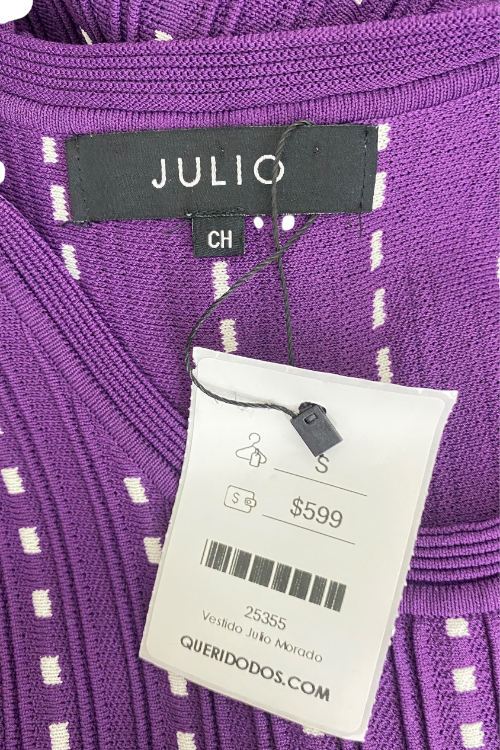 JULIO
CH
S
$
$599
25355
Vestido Julio Morado
QUERIDODOS.COM